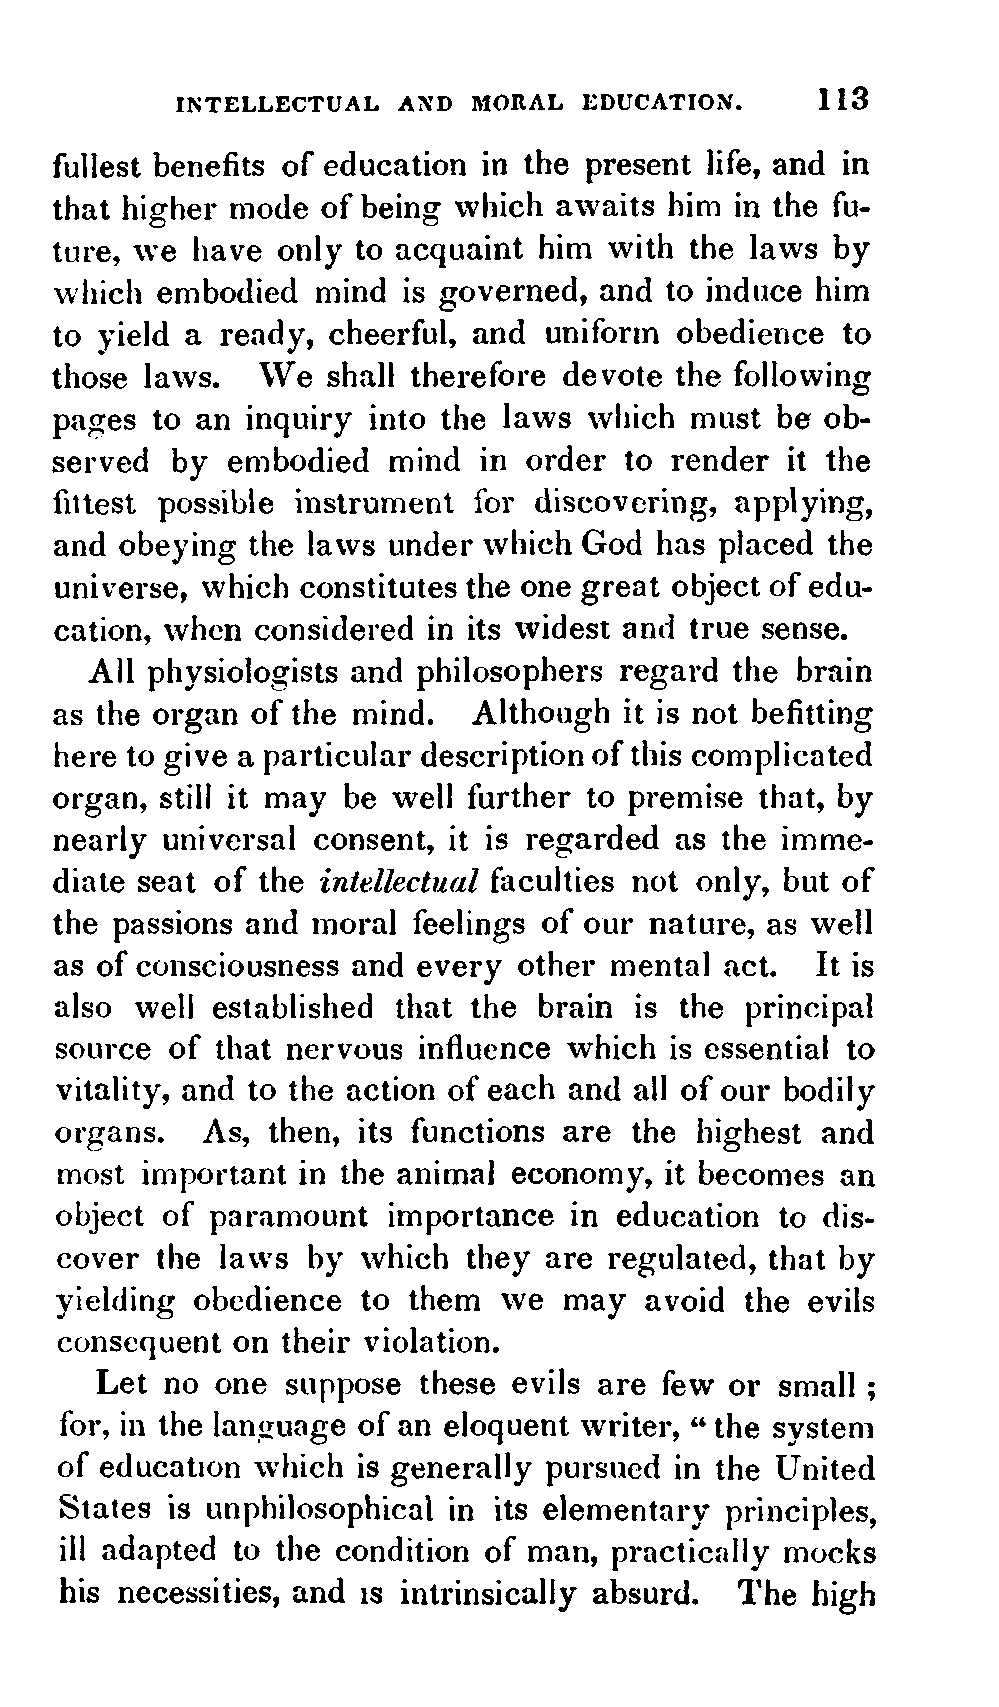 INTELLECTUAL AND MORAL EDUCATION. 113
fullest benefits of education in the present life, and in
that higher mode of being which awaits him in the fu-
ture, we have only to acquaint him with the laws by
which embodied mind is governed, and to induce him
to yield a ready, cheerful, and uniform obedience to
those laws. We shall therefore devote the following
pages to an inquiry into the laws which must be ob-
served by embodied mind in order to render it the
fittest possible instrument for discovering, applying,
and obeying the laws under which God has placed the
universe, which constitutes the one great object of edu-
cation, when considered in its widest and true sense.
All physiologists and philosophers regard the brain
as the organ of the mind. Although it is not befitting
here to give a particular description of this complicated
organ, still it may be well further to premise that, by
nearly universal consent, it is regarded as the imme-
diate seat of the intellectual faculties not only, but of
the passions and moral feelings of our nature, as well
as of consciousness and every other mental act. It is
also well established that the brain is the principal
source of that nervous influence which is essential to
vitality, and to the action of each and all of our bodily
organs. As, then, its functions are the highest and
most important in the animal economy, it becomes an
object of paramount importance in education to dis-
cover the laws by which they are regulated, that by
yielding obedience to them we may avoid the evils
consequent on their violation.
Let no one suppose these evils are few or small ;
for, in the language of an eloquent writer, “ the system
of education which is generally pursued in the United
States is unphilosophical in its elementary principles,
ill adapted to the condition of man, practically mocks
his necessities, and is intrinsically absurd. The high